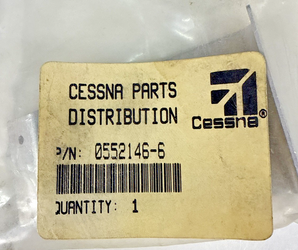 CESSNA PARTS
DISTRIBUTION
Cessna®
P/N: 0552146-6
QUANTITY: 1